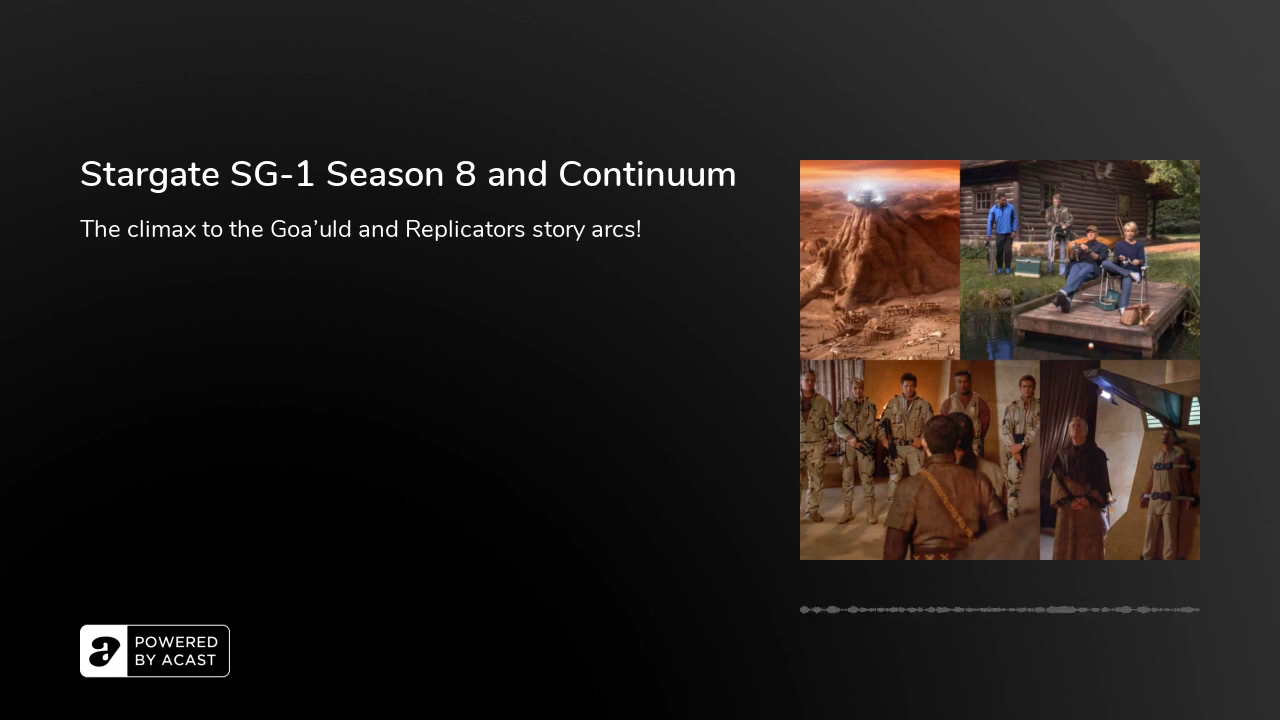 Stargate SG-1 Season 8 and Continuum
The climax to the Goa’uld and Replicators story arcs!
POWERED
BY ACAST